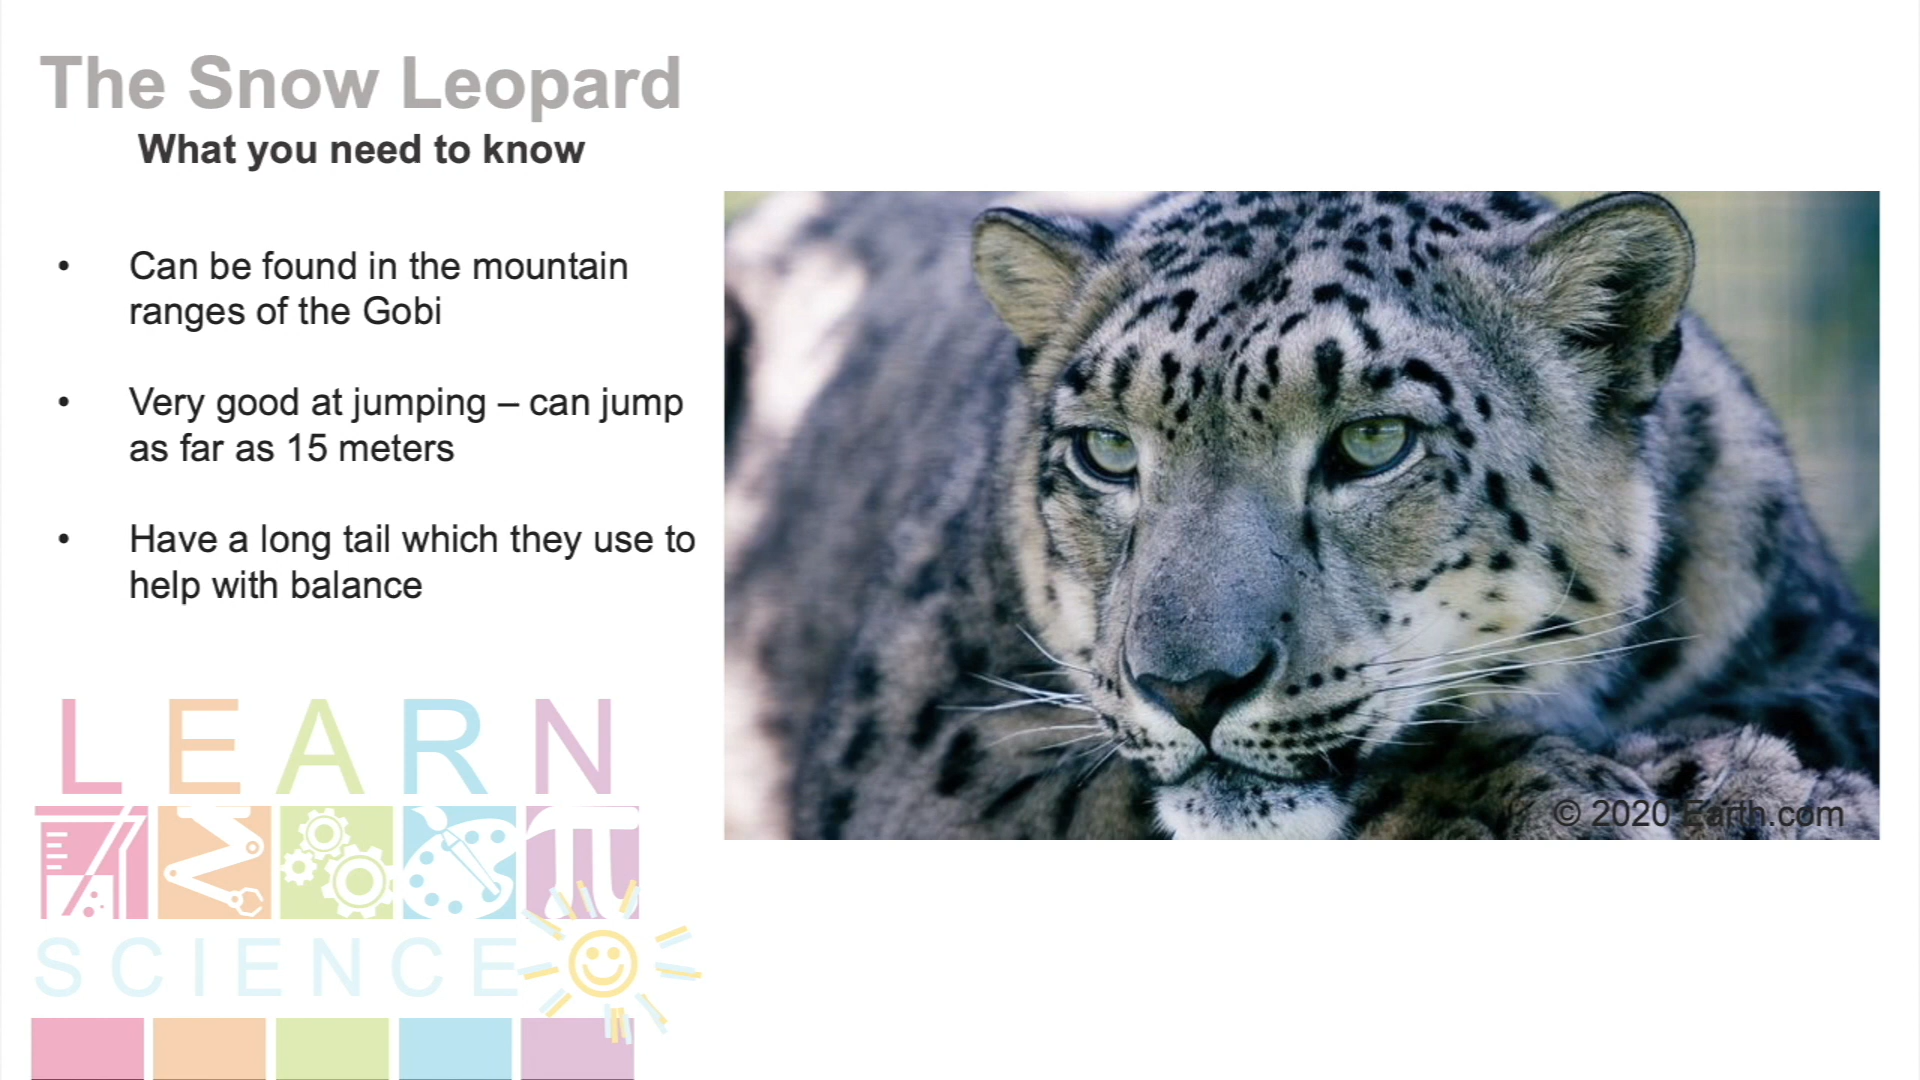 The Snow Leopard
What you need to know
• Can be found in the mountain
ranges of the Gobi
• Very good at jumping – can jump
as far as 15 meters
• Have a long tail which they use to
help with balance
LEARN
SCIENCE
© 2020 Earth.com